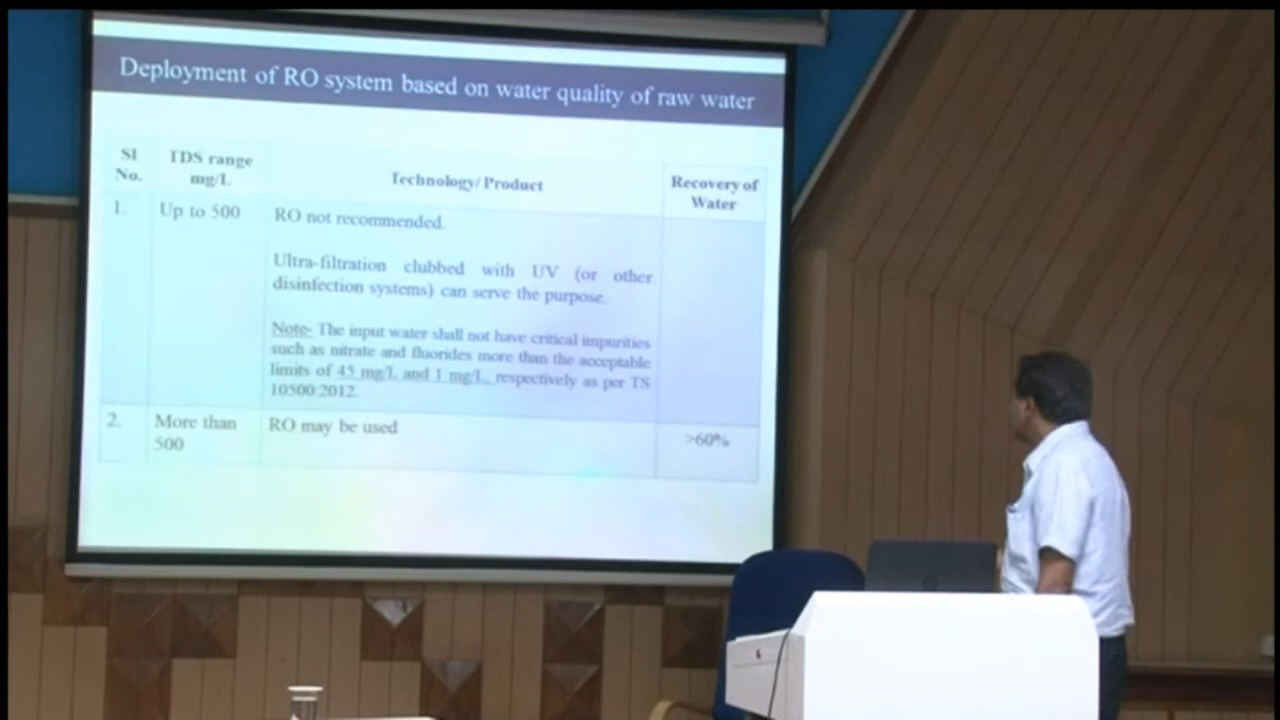 Deployment of RO system based on water quality of raw water
Sl No.
TDS range mg/L
Technology/ Product
Recovery of Water
1.
Up to 500
RO not recommended.
Ultra-filtration clubbed with UV (or other
disinfection systems) can serve the purpose.
Note- The input water shall not have critical impurities
such as nitrate and fluorides more than the acceptable
limits of 45 mg/L and 1 mg/L, respectively as per TS
10500:2012.
2.
More than 500
RO may be used
>60%